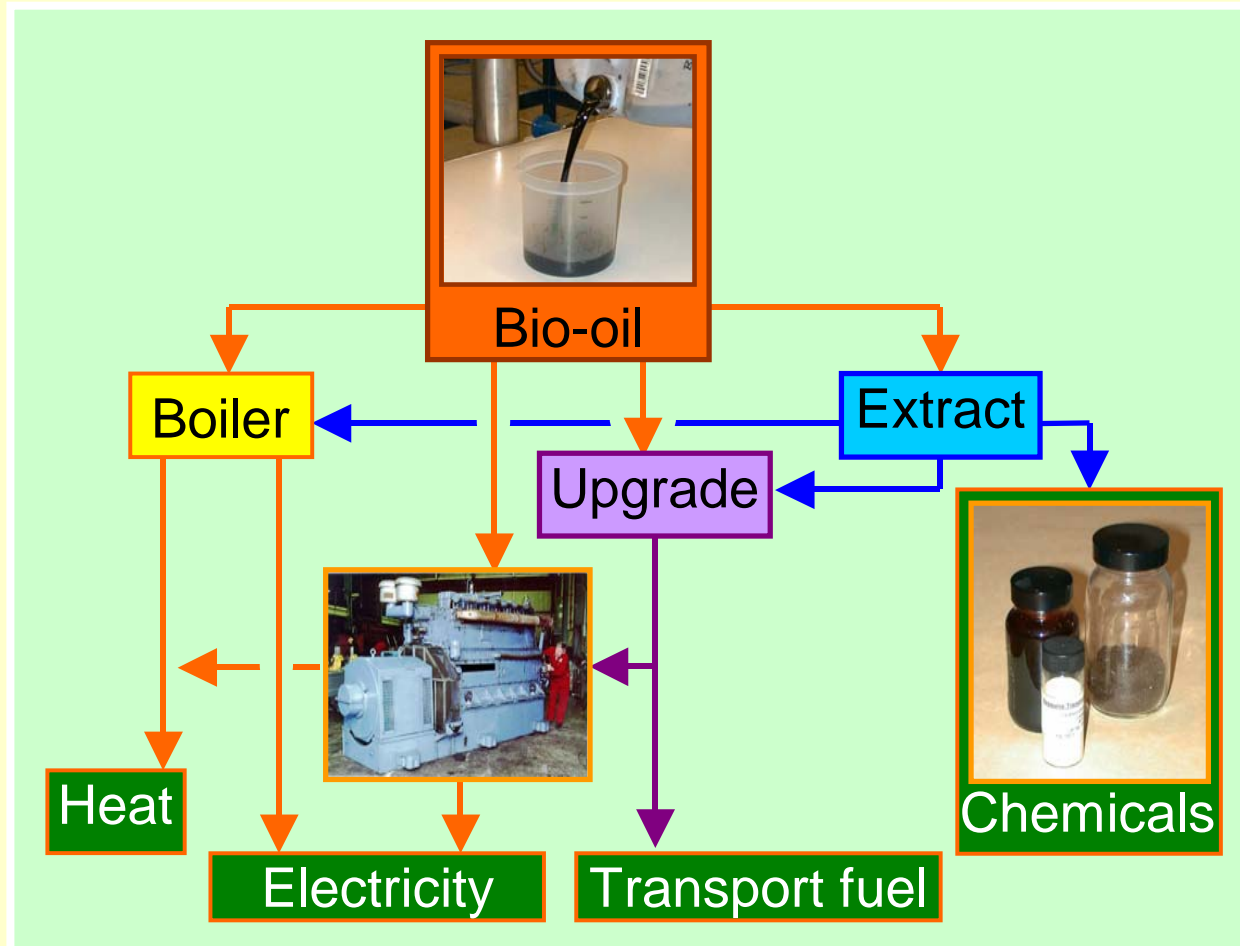 Bio-oil
Boiler
Extract
Upgrade
Heat
Chemicals
Electricity
Transport fuel